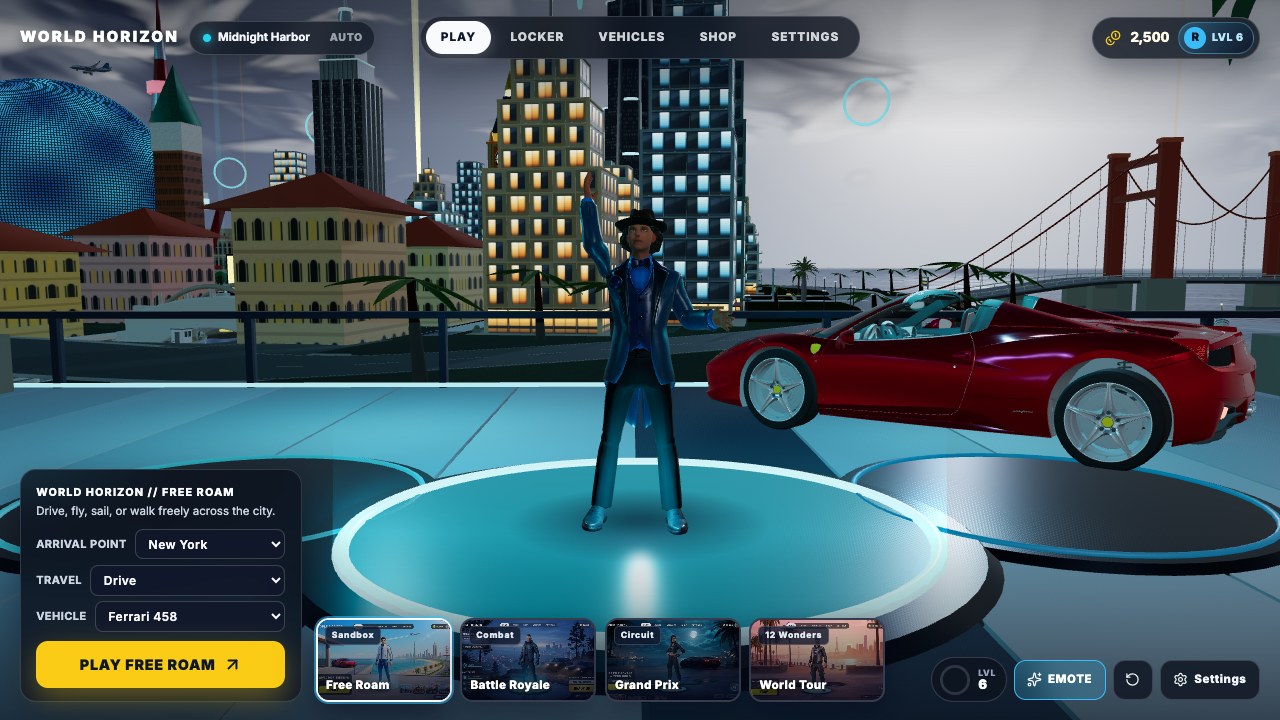 WORLD HORIZON
Midnight Harbor AUTO
PLAY LOCKER VEHICLES SHOP SETTINGS
2,500 R LVL 6
WORLD HORIZON // FREE ROAM
Drive, fly, sail, or walk freely across the city.
ARRIVAL POINT New York
TRAVEL Drive
VEHICLE Ferrari 458
PLAY FREE ROAM
Sandbox
Free Roam
Combat
Battle Royale
Circuit
Grand Prix
12 Wonders
World Tour
LVL
6
EMOTE
Settings